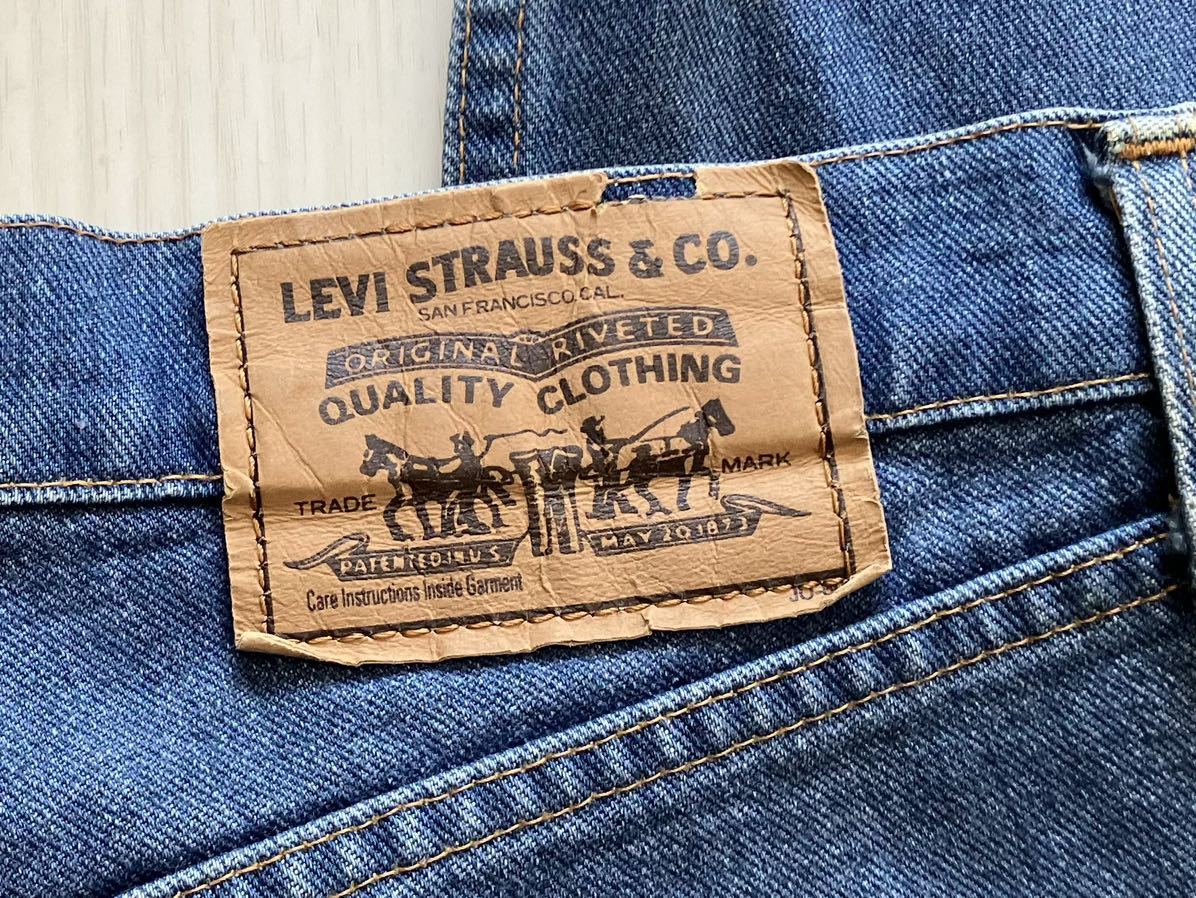 LEVI STRAUSS & CO.
SAN FRANCISCO, CAL.
ORIGINAL RIVETED
QUALITY CLOTHING
TRADE MARK
PATENTED IN U.S. MAY 20 1873
Care Instructions Inside Garment